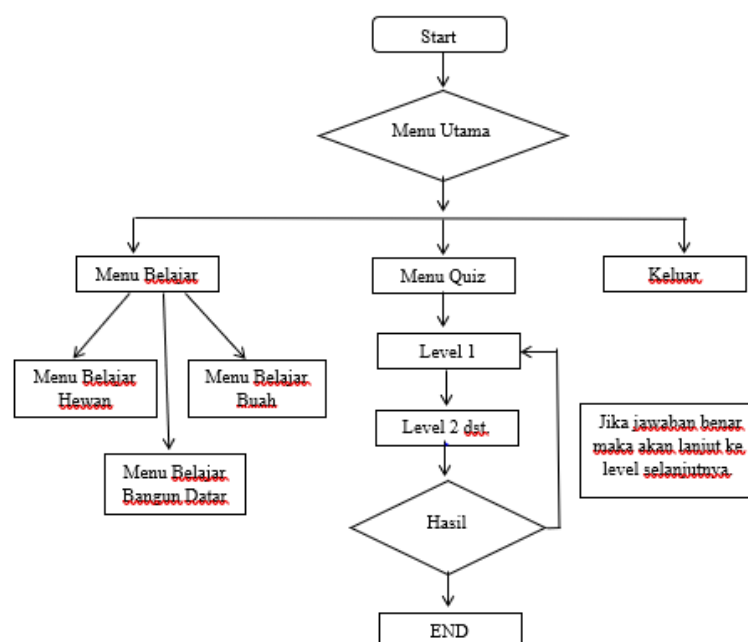 Start
Menu Utama
Menu Belajar
Menu Quiz
Keluar
Level 1
Menu Belajar
Hewan
Menu Belajar
Buah
Level 2 dst.
Jika jawaban benar
maka akan lanjut ke
level selanjutnya.
Menu Belajar
Bangun Datar
Hasil
END